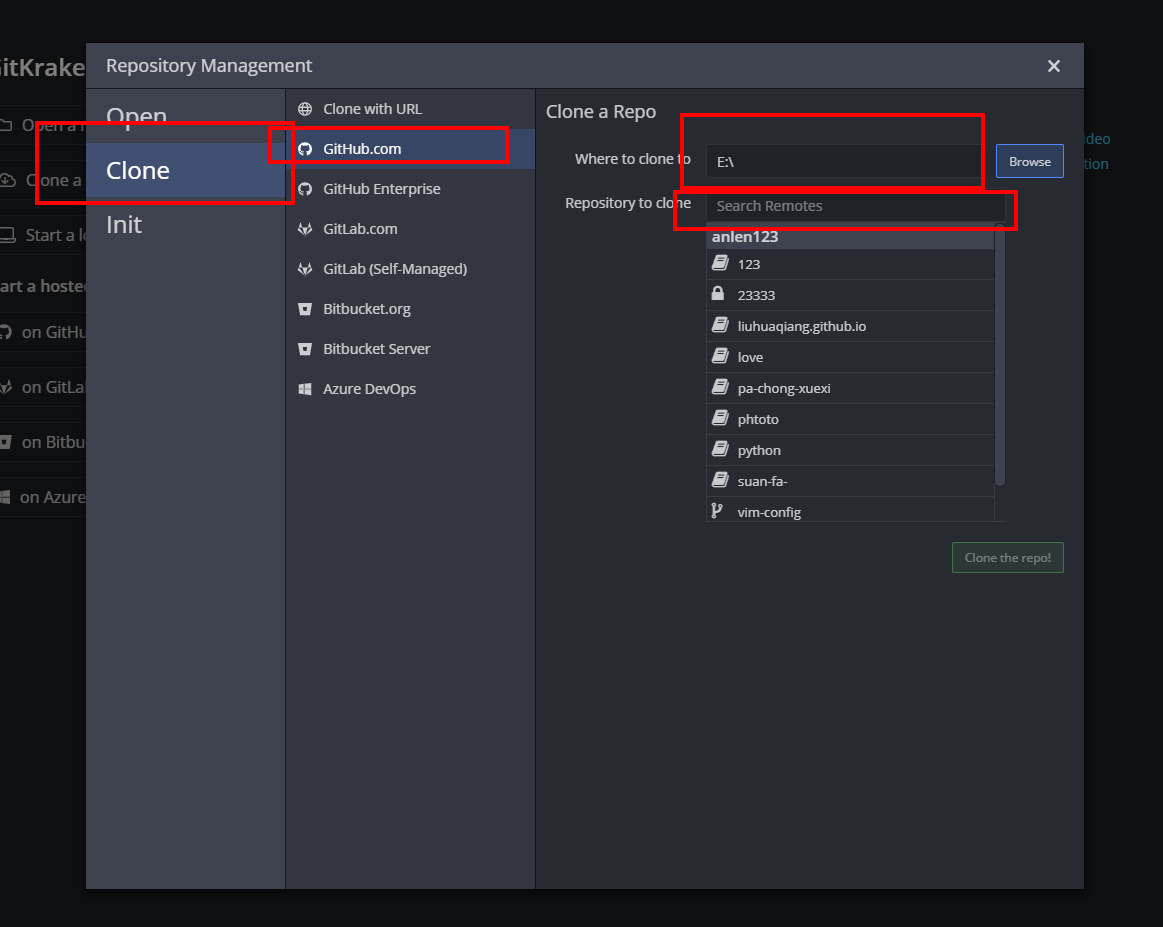 Repository Management
Open
Clone
Init
Clone with URL
GitHub.com
GitHub Enterprise
GitLab.com
GitLab (Self-Managed)
Bitbucket.org
Bitbucket Server
Azure DevOps
Clone a Repo
Where to clone to
E:\
Browse
Repository to clone
Search Remotes
anlen123
123
23333
liuhuaqiang.github.io
love
pa-chong-xuexi
phtoto
python
suan-fa-
vim-config
Clone the repo!
itKrake
Open a
Clone a
Start a lo
art a hoste
on GitHu
on GitLa
on Bitbu
on Azure
ideo
tion